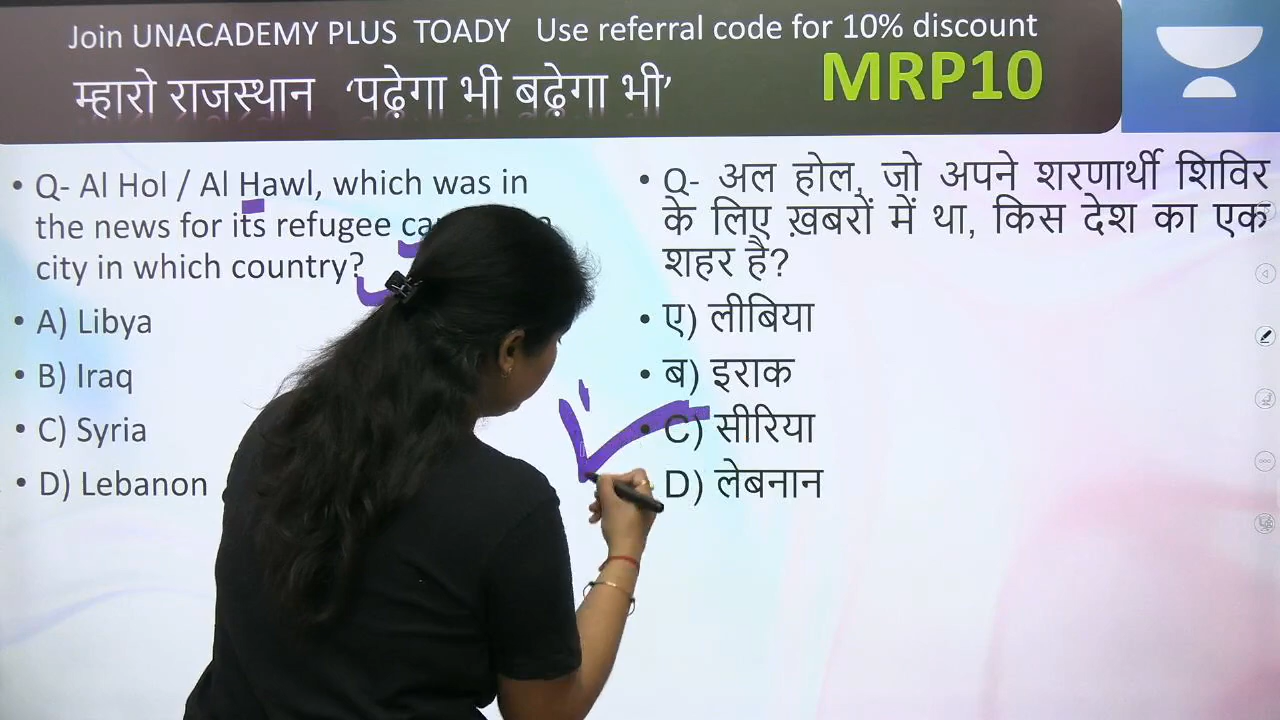 Join UNACADEMY PLUS TOADY Use referral code for 10% discount
म्हारो राजस्थान ‘पढ़ेगा भी बढ़ेगा भी’ MRP10
• Q- Al Hol / Al Hawl, which was in
the news for its refugee
city in which country?
• A) Libya
• B) Iraq
• C) Syria
• D) Lebanon
• Q- अल होल, जो अपने शरणार्थी शिविर
के लिए ख़बरों में था, किस देश का एक
शहर है?
• ए) लीबिया
• ब) इराक
• C) सीरिया
D) लेबनान